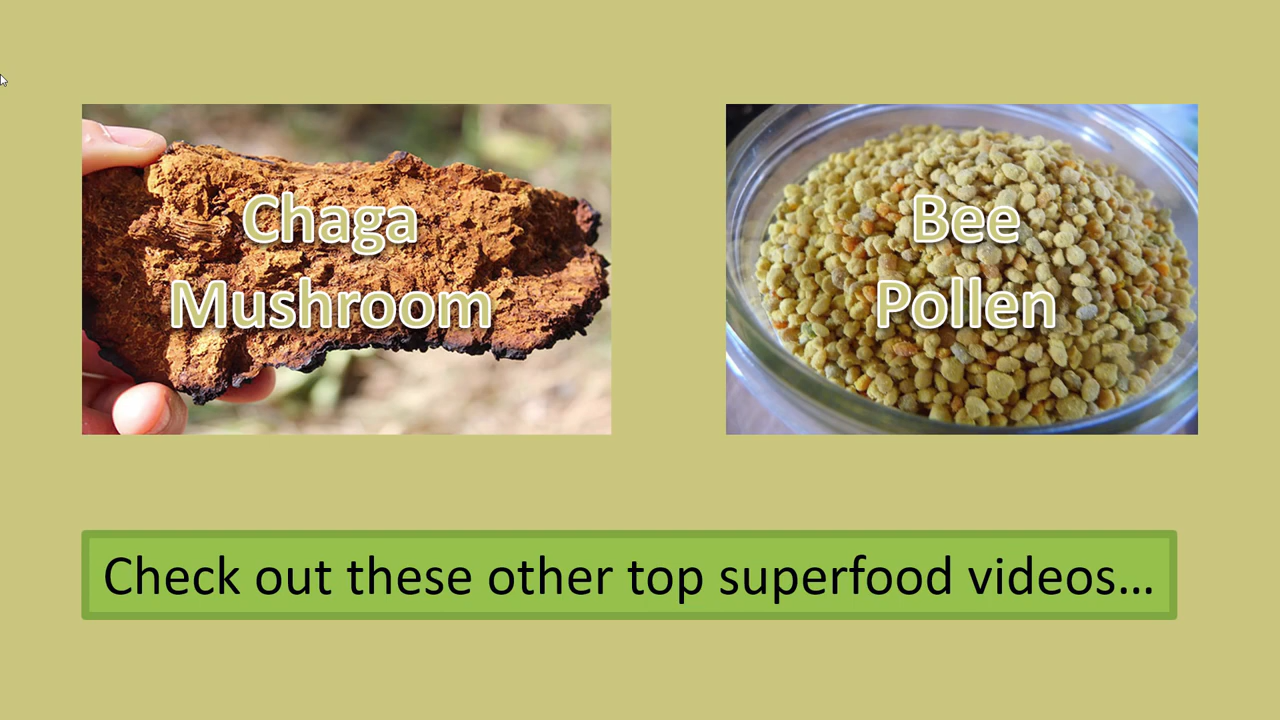 Chaga
Mushroom
Bee
Pollen
Check out these other top superfood videos...